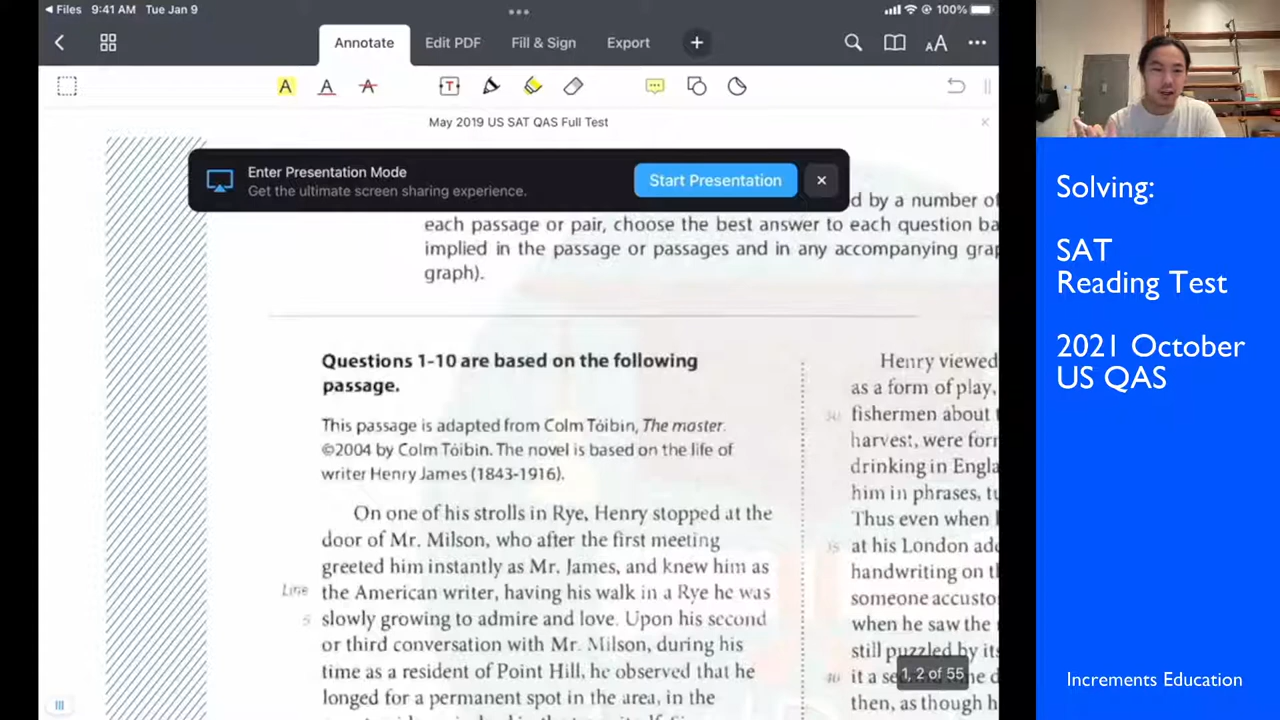 Files 9:41 AM Tue Jan 9 100%
Annotate Edit PDF Fill & Sign Export
A A A T AA
May 2019 US SAT QAS Full Test
Enter Presentation Mode
Get the ultimate screen sharing experience.
Start Presentation
d by a number of
each passage or pair, choose the best answer to each question ba
implied in the passage or passages and in any accompanying grap
graph).
Questions 1-10 are based on the following
passage.
This passage is adapted from Colm Tóibín, The master.
©2004 by Colm Tóibín. The novel is based on the life of
writer Henry James (1843-1916).
On one of his strolls in Rye, Henry stopped at the
door of Mr. Milson, who after the first meeting
greeted him instantly as Mr. James, and knew him as
Line the American writer, having his walk in a Rye he was
5 slowly growing to admire and love. Upon his second
or third conversation with Mr. Milson, during his
time as a resident of Point Hill, he observed that he
longed for a permanent spot in the area, in the
Henry viewed
as a form of play,
30 fishermen about t
harvest, were for
drinking in Engla
him in phrases, tu
Thus even when
35 at his London add
handwriting on th
someone accusto
when he saw the
still puzzled by its
40 it a se
then, as though h
1, 2 of 55
Solving:
SAT
Reading Test
2021 October
US QAS
Increments Education